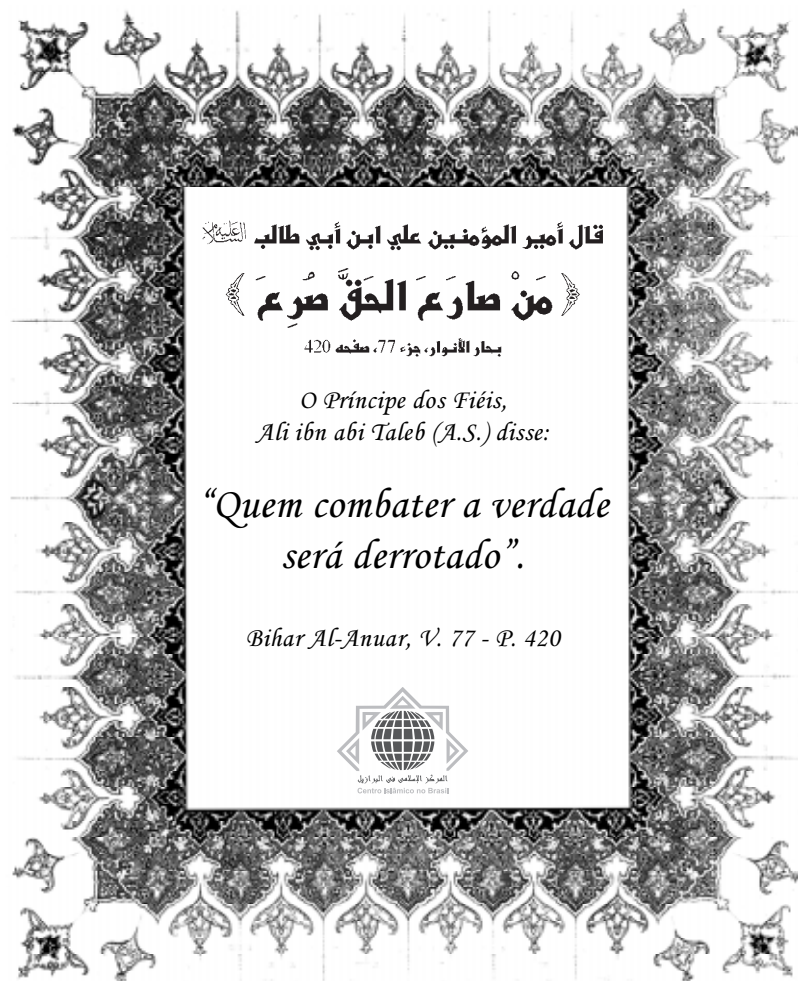 قال أمير المؤمنين علي ابن أبي طالب عليه السلام
﴿ مَنْ صارَعَ الحَقَّ صُرِعَ ﴾
بحار الأنوار، جزء 77، صفحه 420
O Príncipe dos Fiéis,
Ali ibn abi Taleb (A.S.) disse:
“Quem combater a verdade
será derrotado”.
Bihar Al-Anuar, V. 77 - P. 420
المركز الإسلامي في البرازيل
Centro Islâmico no Brasil